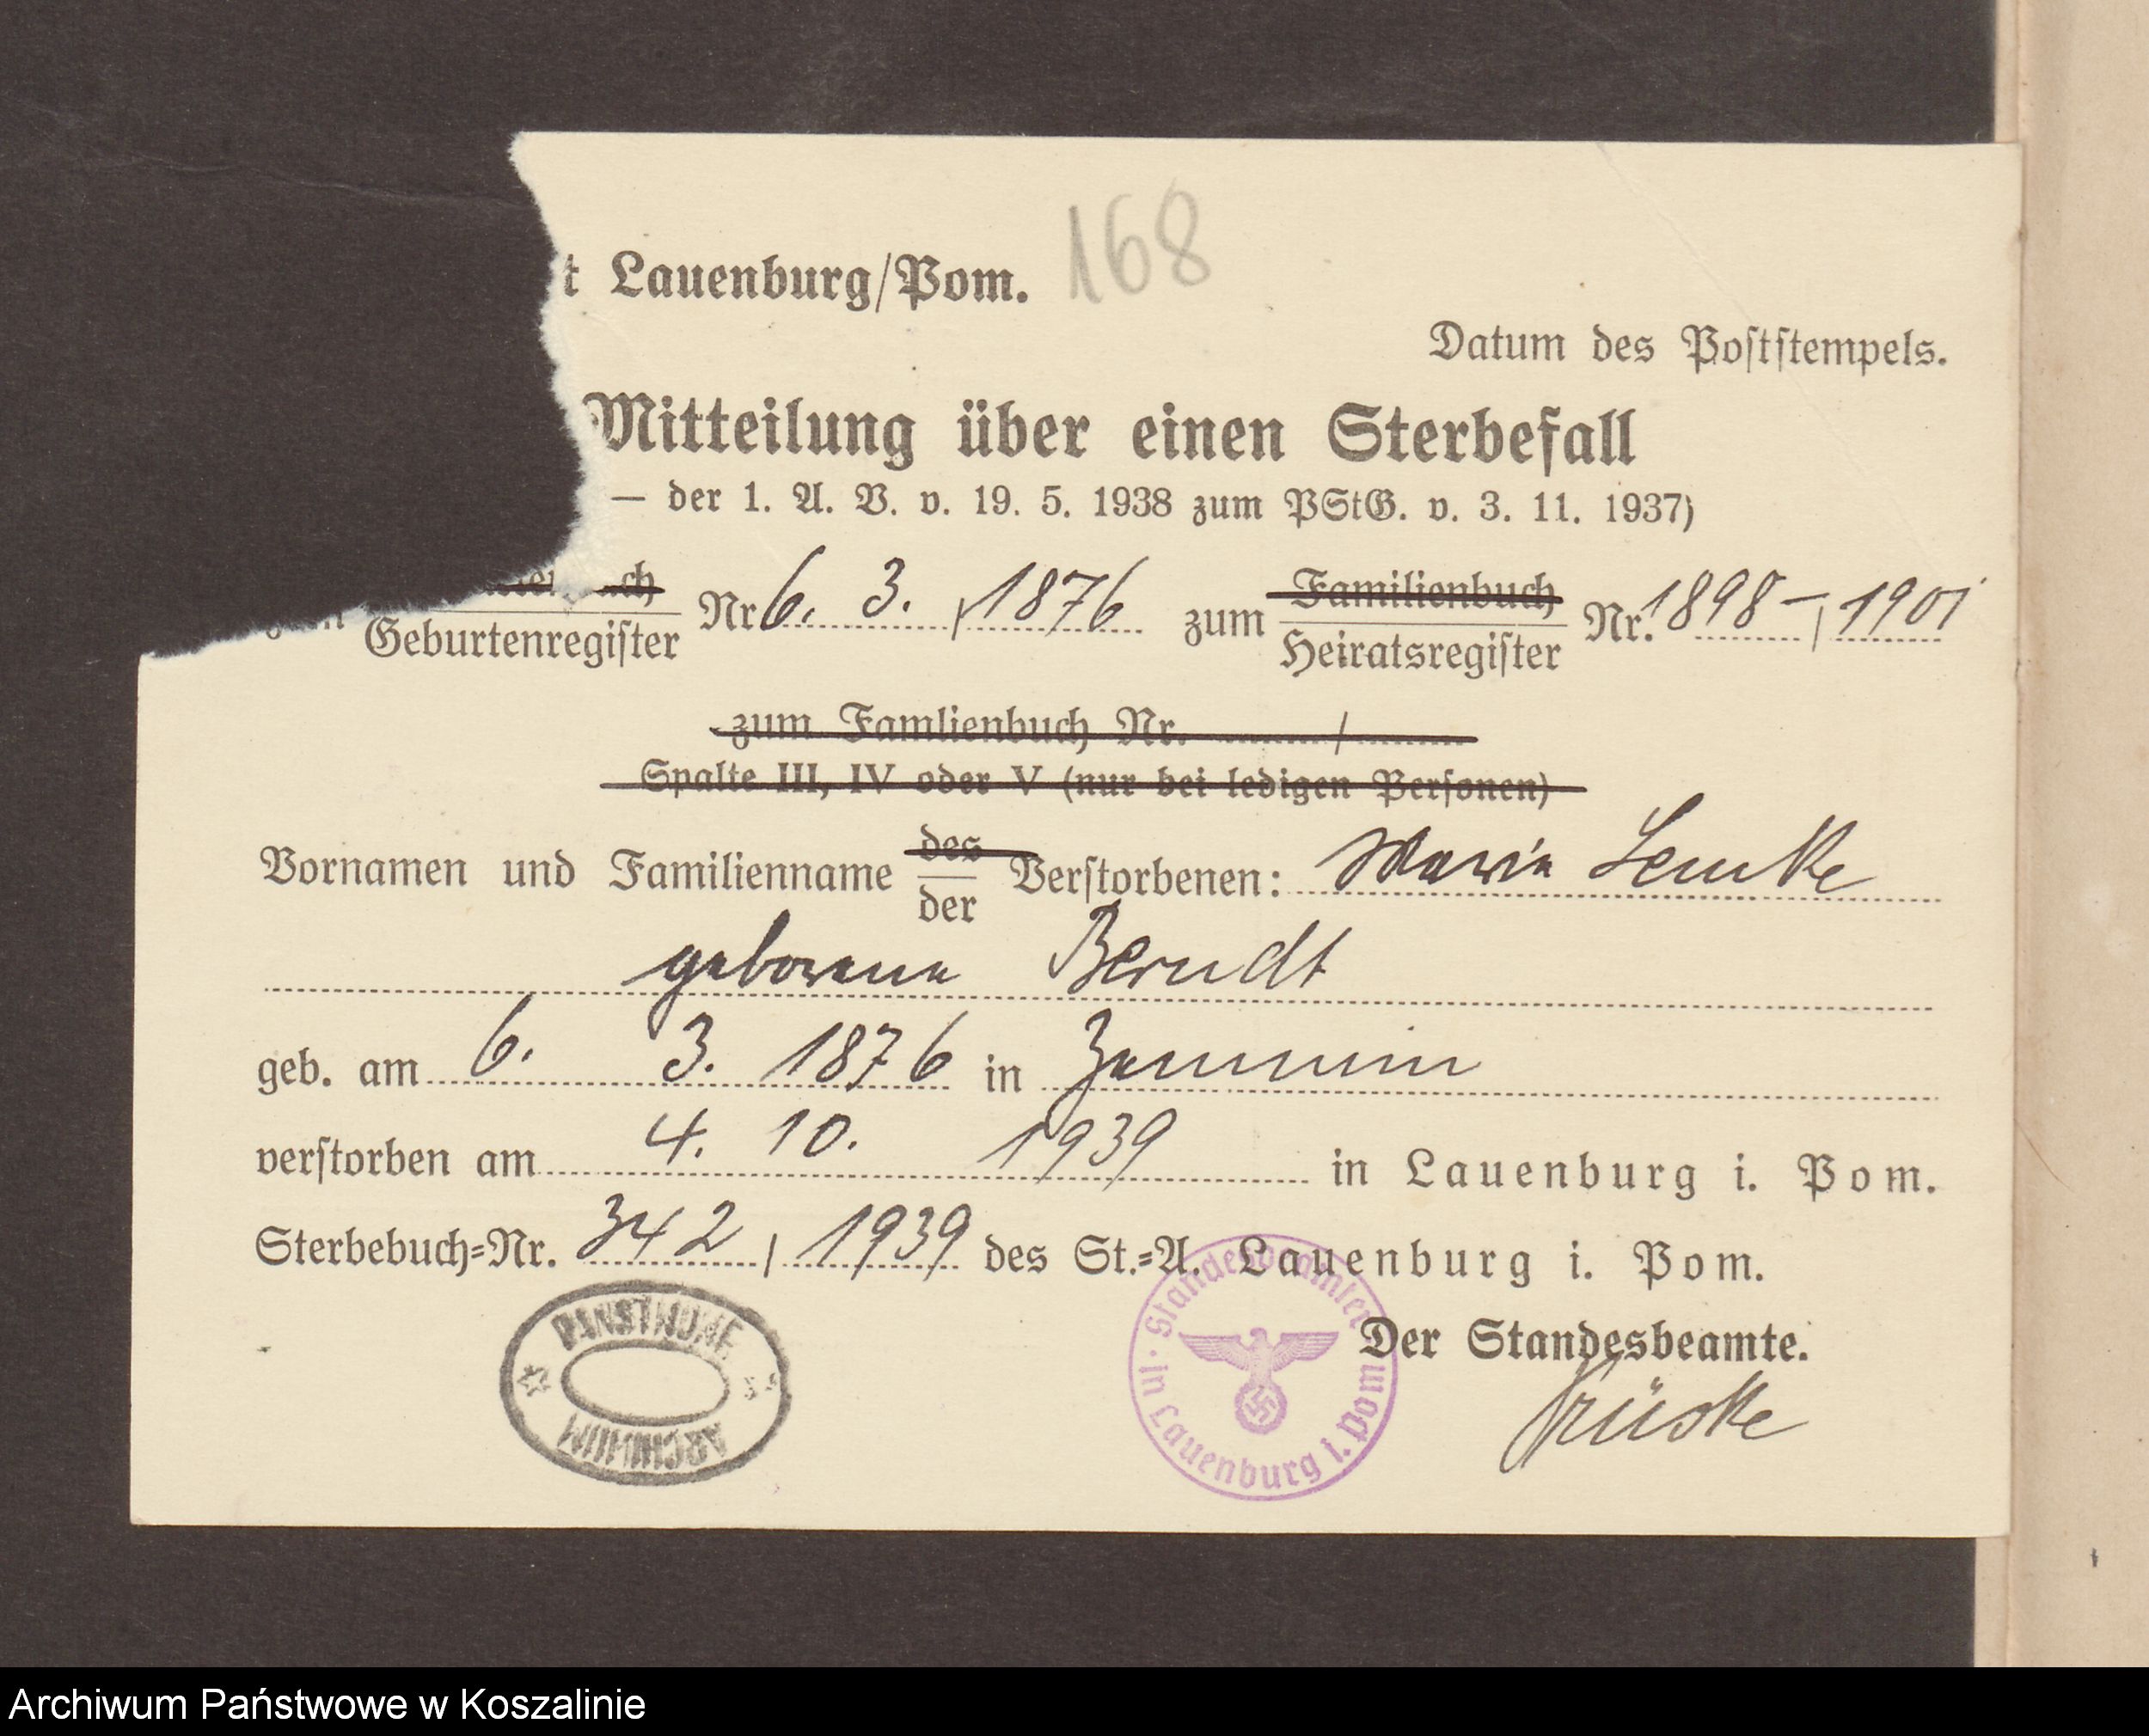 t Lauenburg/Pom. 168
Datum des Poststempels.
Mitteilung über einen Sterbefall
— der 1. A. V. v. 19. 5. 1938 zum PStG. v. 3. 11. 1937)
Geburtenregister Nr. 6. 3. / 1876 zum Familienbuch Heiratsregister Nr. 1898 - / 1901
zum Famlienbuch Nr. /
Spalte III, IV oder V (nur bei ledigen Personen)
Vornamen und Familienname des der Verstorbenen: Maria Lemke
geborene Berndt
geb. am 6. 3. 1876 in
verstorben am 4. 10. 1939 in Lauenburg i. Pom.
Sterbebuch=Nr. 342 / 1939 des St.=A. Lauenburg i. Pom.
Der Standesbeamte.
Standesbeamter in Lauenburg i. Pom
PAŃSTWOWE ARCHIWUM
Archiwum Państwowe w Koszalinie